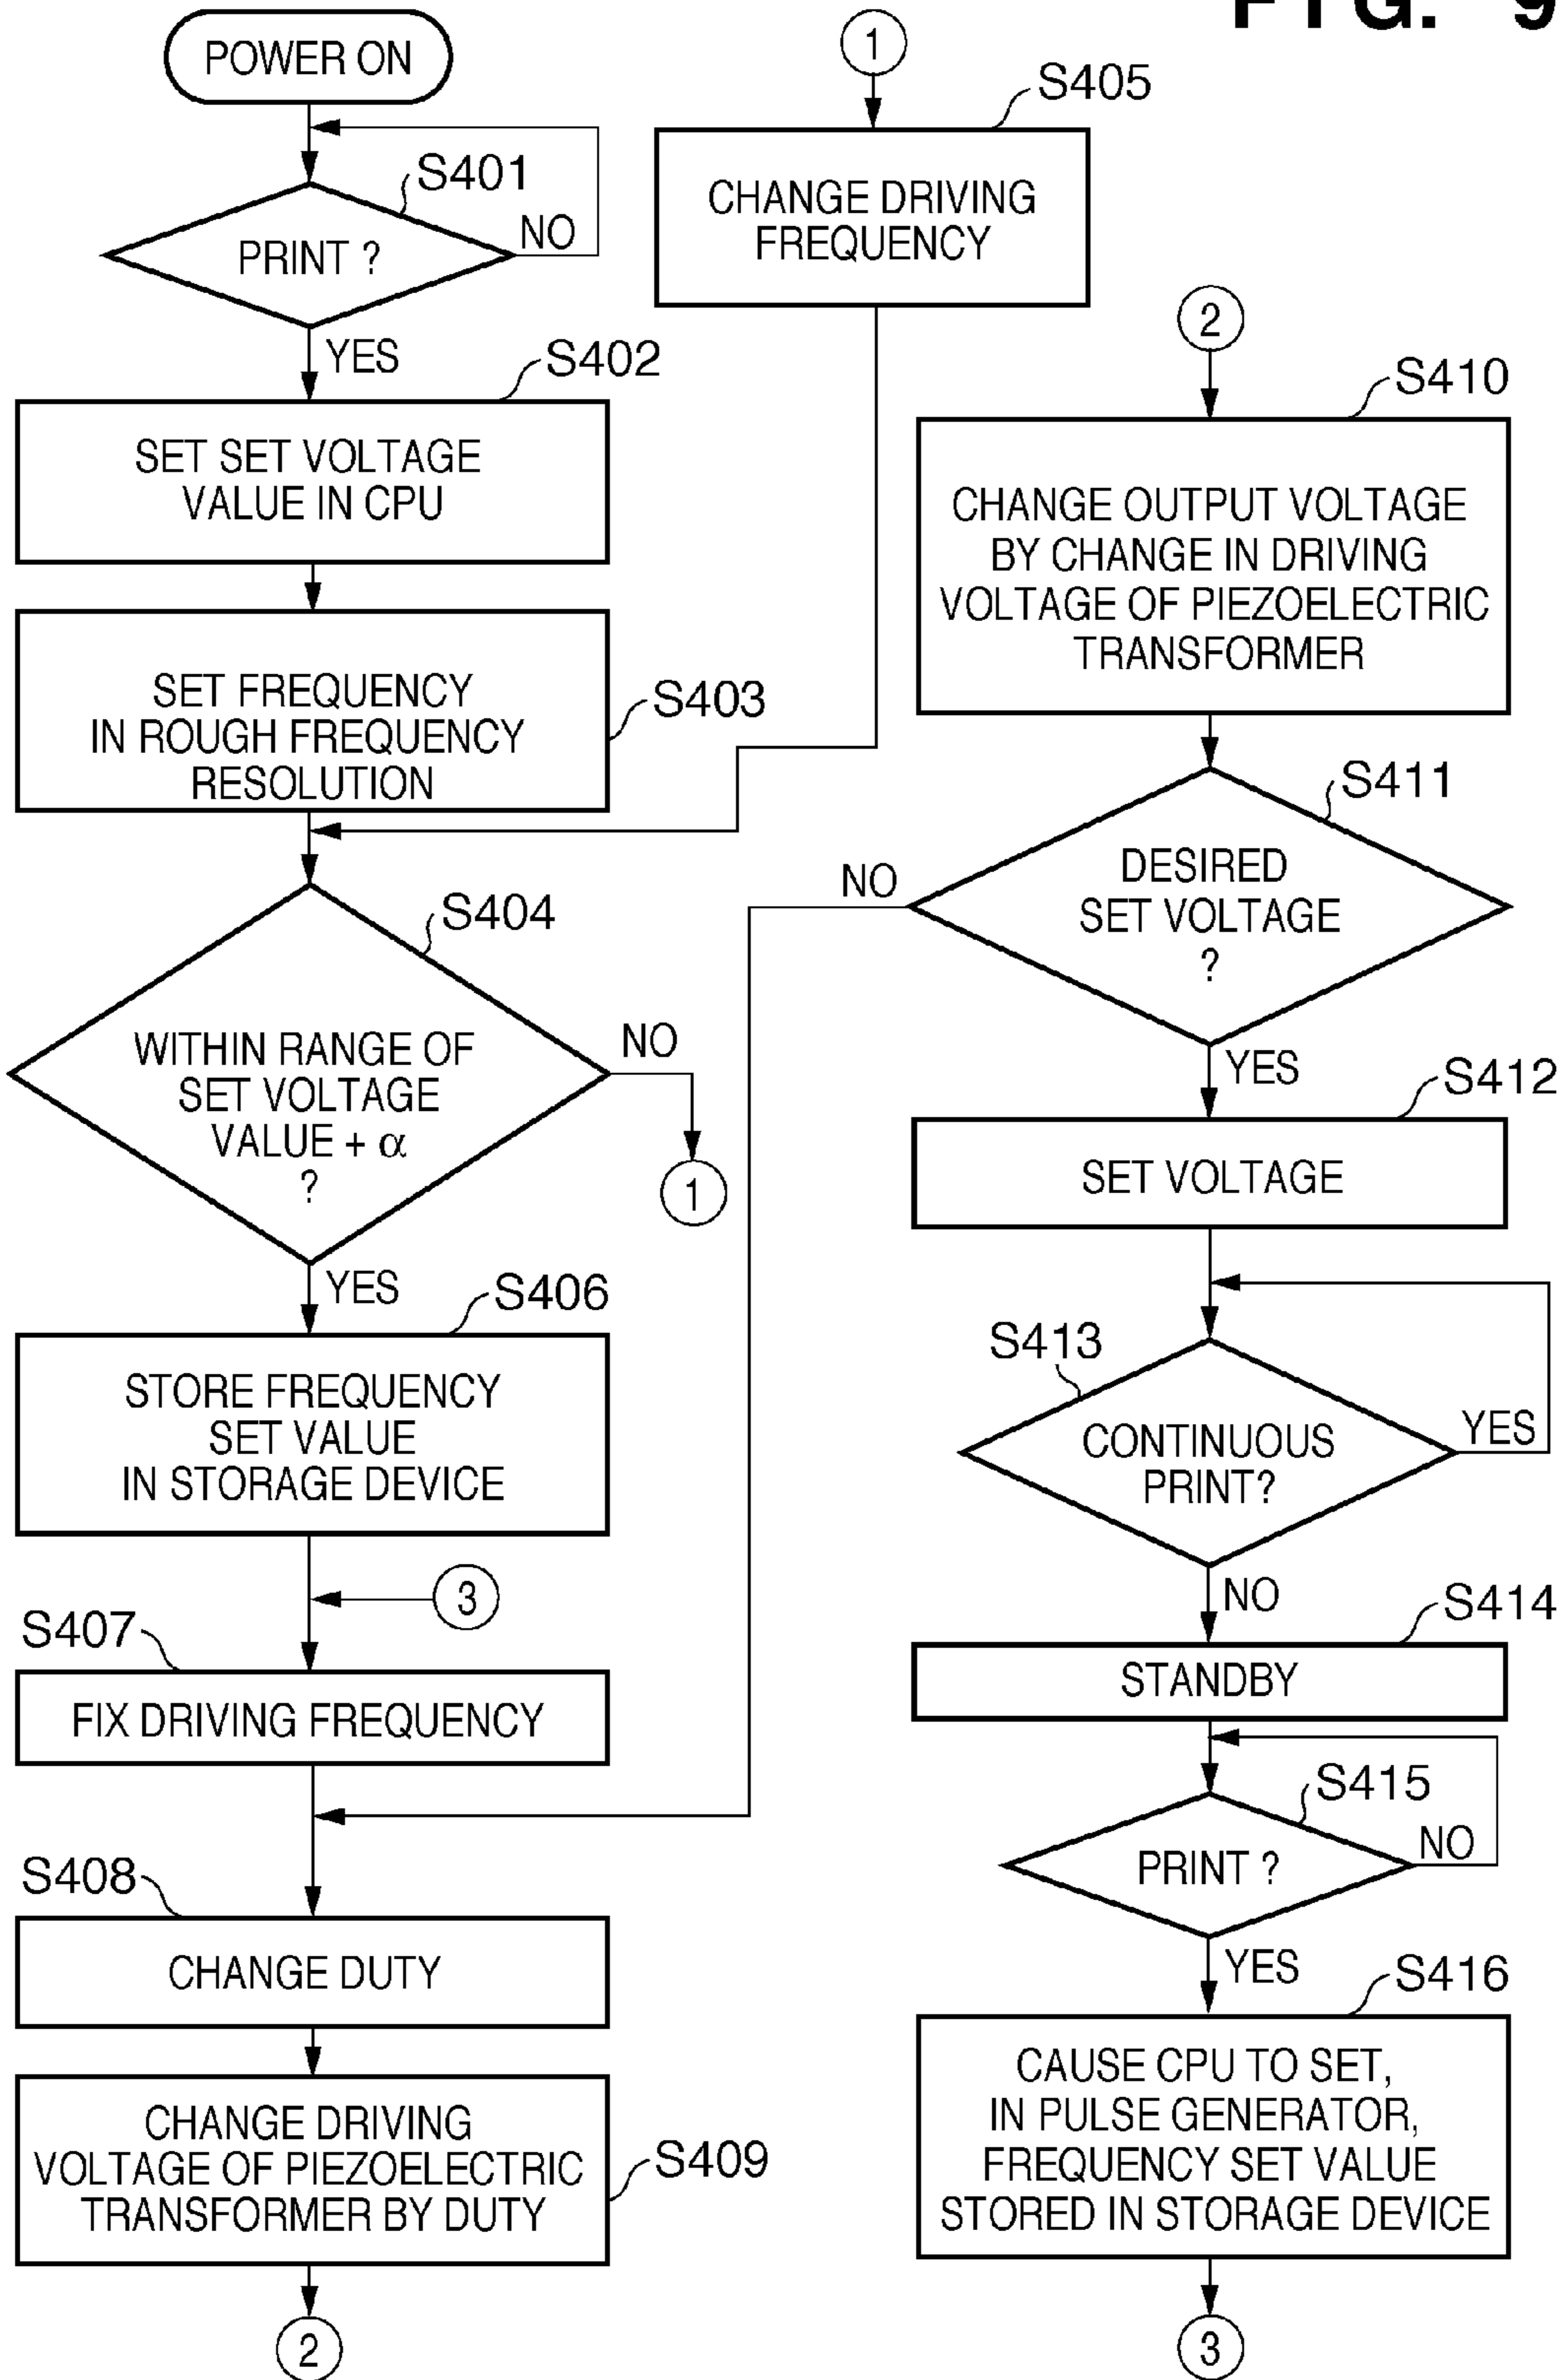 FIG. 9
POWER ON
S401
PRINT ?
NO
YES
S402
SET SET VOLTAGE
VALUE IN CPU
SET FREQUENCY
IN ROUGH FREQUENCY
RESOLUTION
S403
S404
WITHIN RANGE OF
SET VOLTAGE
VALUE + α
?
NO
1
YES
S406
STORE FREQUENCY
SET VALUE
IN STORAGE DEVICE
3
S407
FIX DRIVING FREQUENCY
S408
CHANGE DUTY
CHANGE DRIVING
VOLTAGE OF PIEZOELECTRIC
TRANSFORMER BY DUTY
S409
2
1
S405
CHANGE DRIVING
FREQUENCY
2
S410
CHANGE OUTPUT VOLTAGE
BY CHANGE IN DRIVING
VOLTAGE OF PIEZOELECTRIC
TRANSFORMER
S411
DESIRED
SET VOLTAGE
?
NO
YES
S412
SET VOLTAGE
S413
CONTINUOUS
PRINT?
YES
NO
S414
STANDBY
S415
PRINT ?
NO
YES
S416
CAUSE CPU TO SET,
IN PULSE GENERATOR,
FREQUENCY SET VALUE
STORED IN STORAGE DEVICE
3